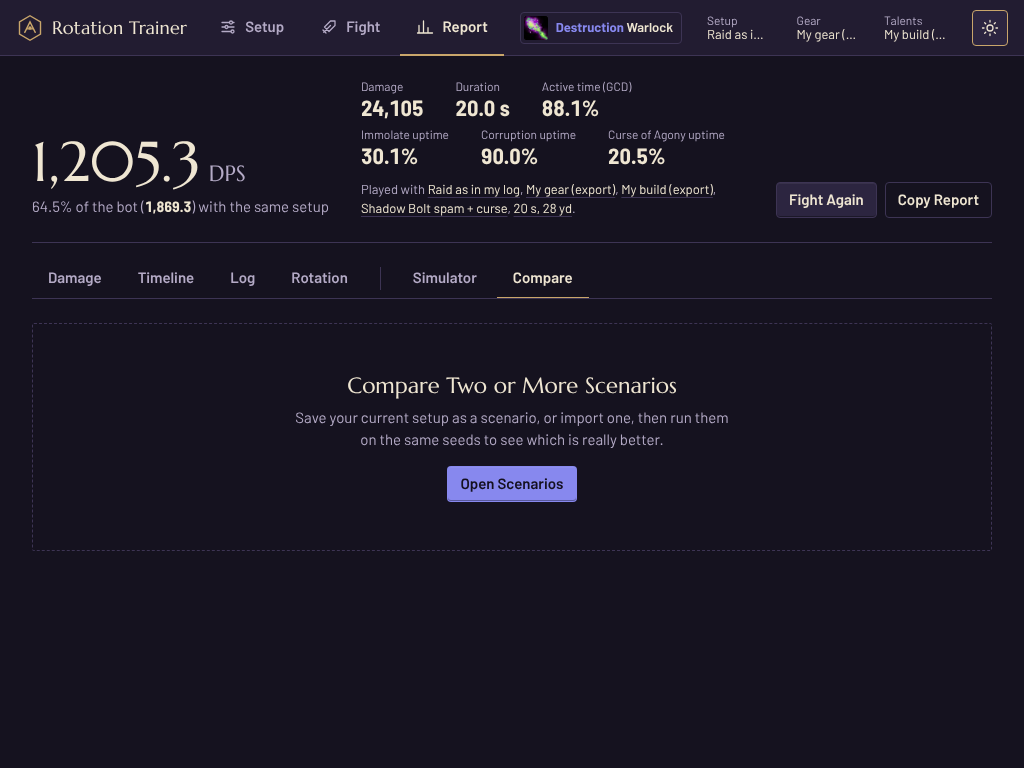 Rotation Trainer
Setup
Fight
Report
Destruction Warlock
Setup
Raid as i...
Gear
My gear (...
Talents
My build (...
1,205.3 DPS
64.5% of the bot (1,869.3) with the same setup
Damage
24,105
Duration
20.0 s
Active time (GCD)
88.1%
Immolate uptime
30.1%
Corruption uptime
90.0%
Curse of Agony uptime
20.5%
Played with Raid as in my log, My gear (export), My build (export),
Shadow Bolt spam + curse, 20 s, 28 yd.
Fight Again
Copy Report
Damage
Timeline
Log
Rotation
Simulator
Compare
Compare Two or More Scenarios
Save your current setup as a scenario, or import one, then run them
on the same seeds to see which is really better.
Open Scenarios